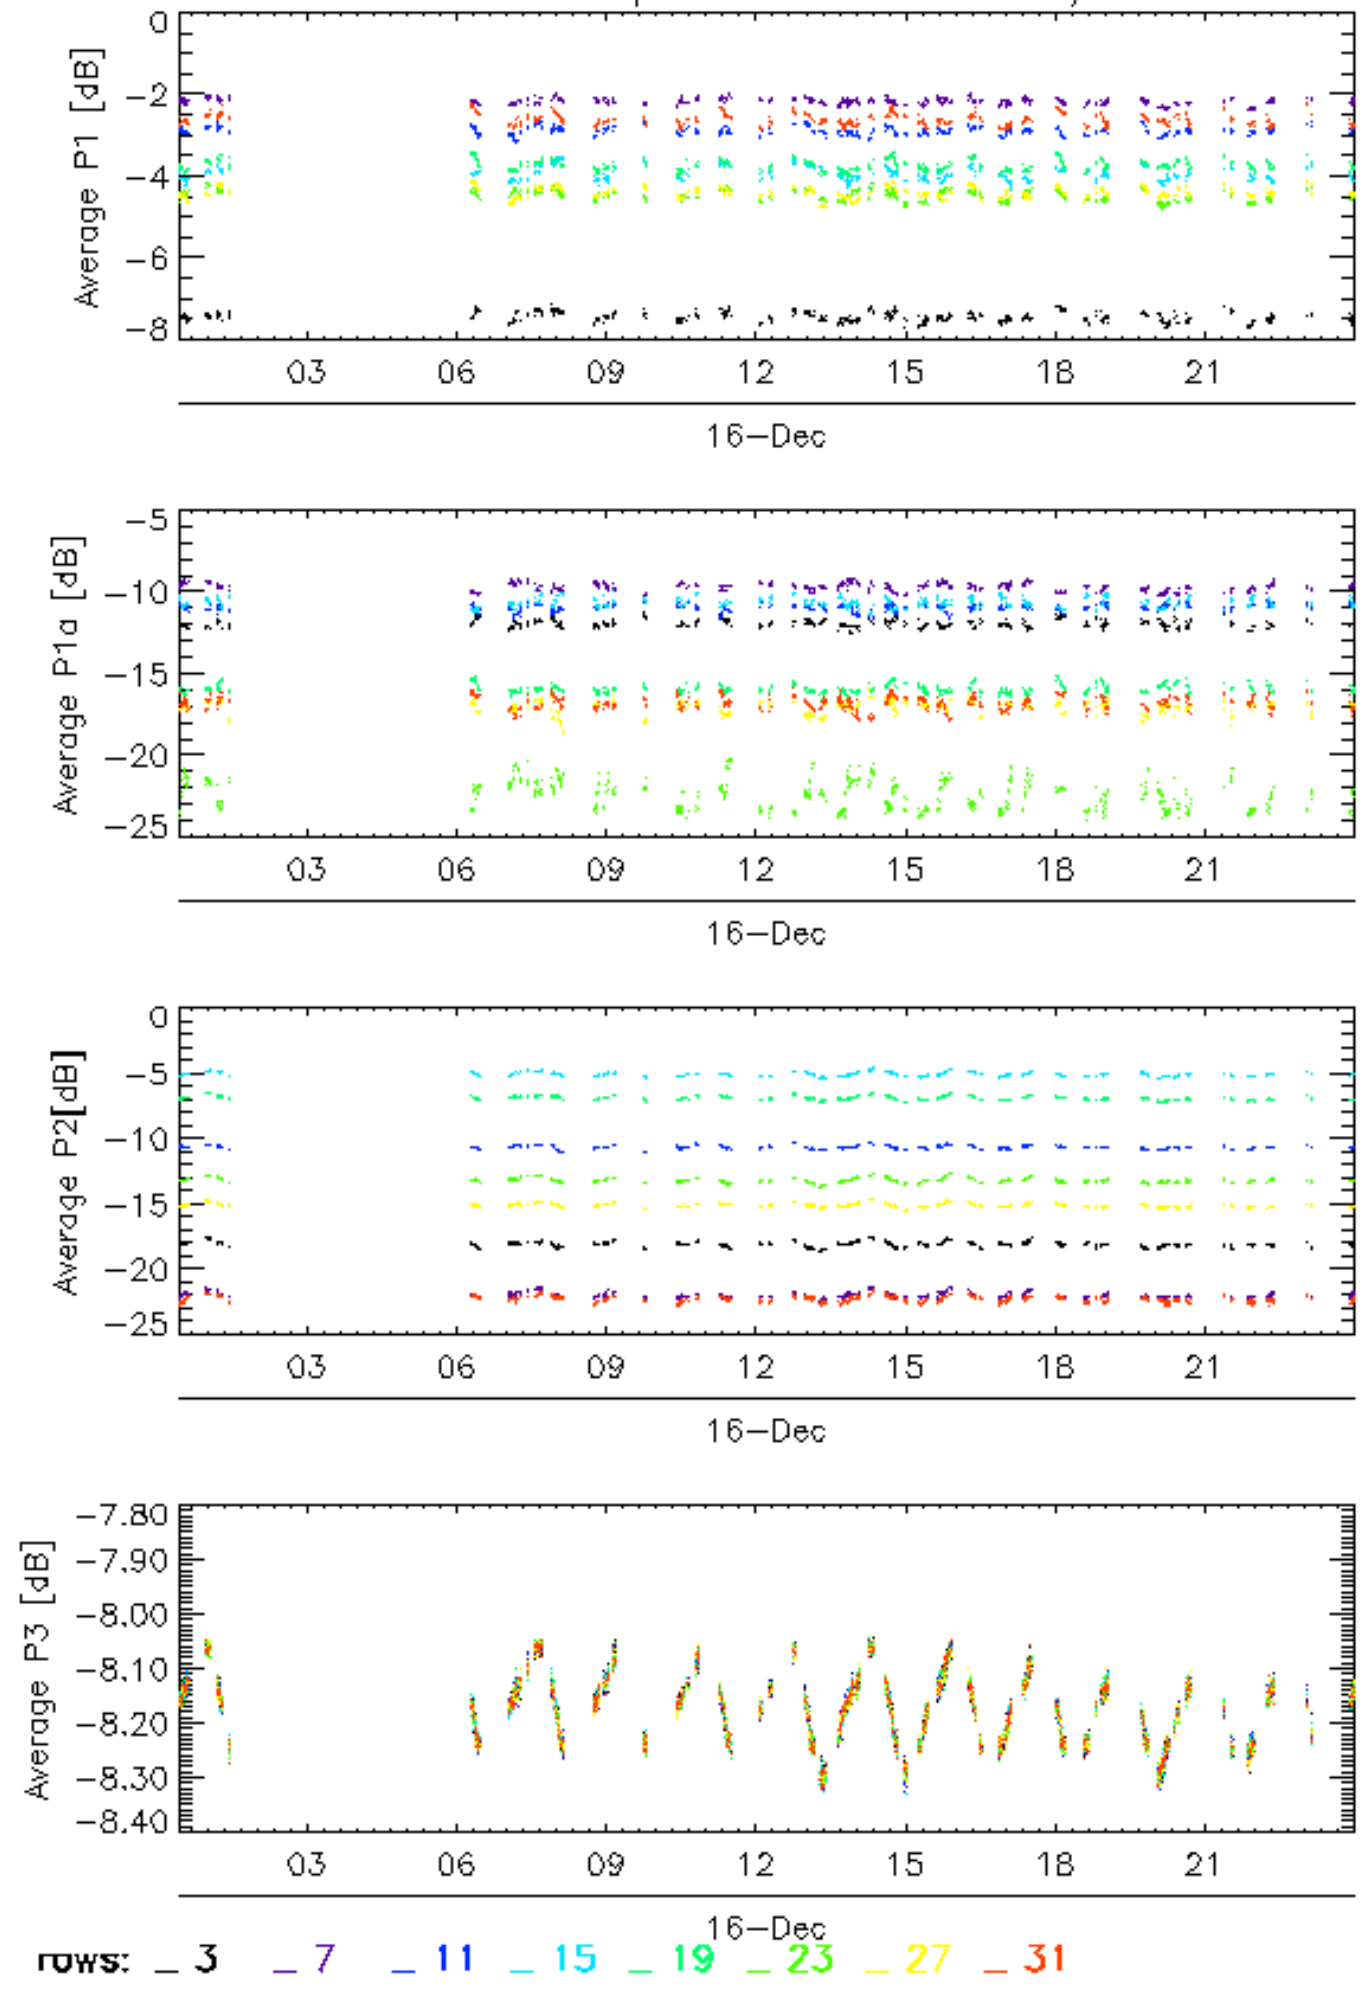 0
−2
−4
−6
−8
Average P1 [dB]
03 06 09 12 15 18 21
16−Dec
−5
−10
−15
−20
−25
Average P1a [dB]
03 06 09 12 15 18 21
16−Dec
0
−5
−10
−15
−20
−25
Average P2[dB]
03 06 09 12 15 18 21
16−Dec
−7.80
−7.90
−8.00
−8.10
−8.20
−8.30
−8.40
Average P3 [dB]
03 06 09 12 15 18 21
16−Dec
rows: _ 3 _ 7 _ 11 _ 15 _ 19 _ 23 _ 27 _ 31